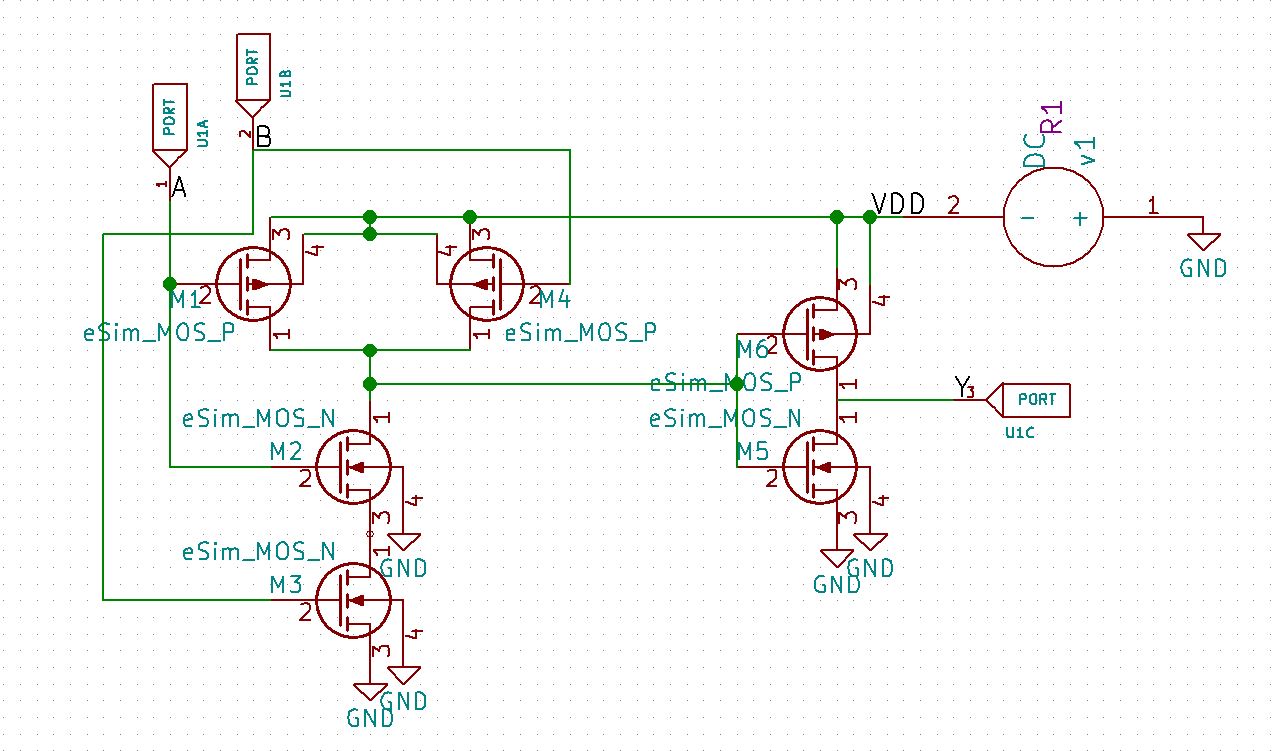 PORT
U1B
2
B
PORT
U1A
1
A
R1
DC
v1
VDD
2
-
+
1
GND
3
4
4
3
M1
2
2
M4
eSim_MOS_P
1
1
eSim_MOS_P
3
4
M6
2
eSim_MOS_P
1
Y
3
PORT
U1C
eSim_MOS_N
1
M2
2
3
4
GND
eSim_MOS_N
1
M5
2
3
4
GND
GND
eSim_MOS_N
1
M3
2
3
4
GND
GND